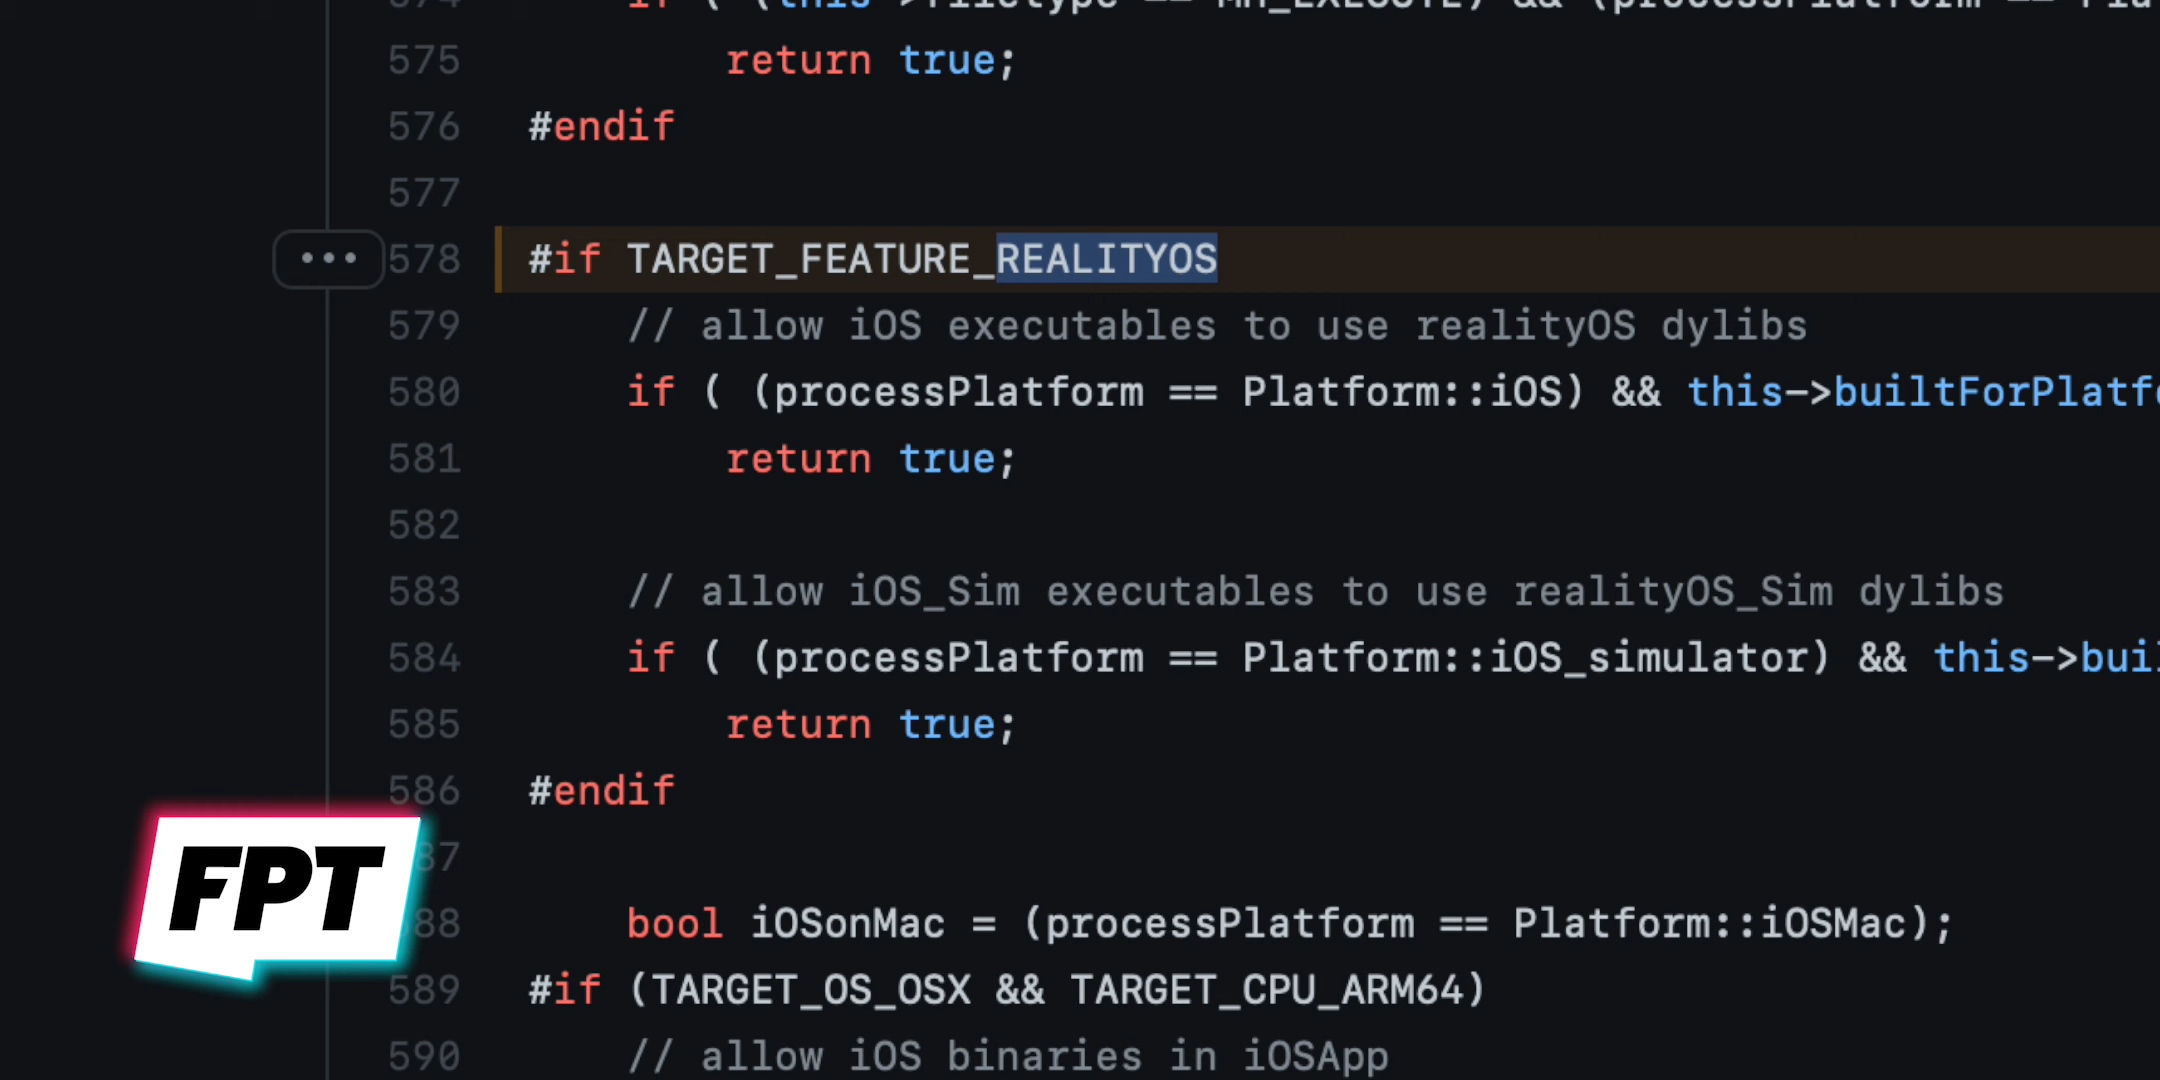 575 return true;
576 #endif
577
578 #if TARGET_FEATURE_REALITYOS
579 // allow iOS executables to use realityOS dylibs
580 if ( (processPlatform == Platform::iOS) && this->builtForPlatf
581 return true;
582
583 // allow iOS_Sim executables to use realityOS_Sim dylibs
584 if ( (processPlatform == Platform::iOS_simulator) && this->buil
585 return true;
586 #endif
87
88 bool iOSonMac = (processPlatform == Platform::iOSMac);
589 #if (TARGET_OS_OSX && TARGET_CPU_ARM64)
590 // allow iOS binaries in iOSApp
FPT